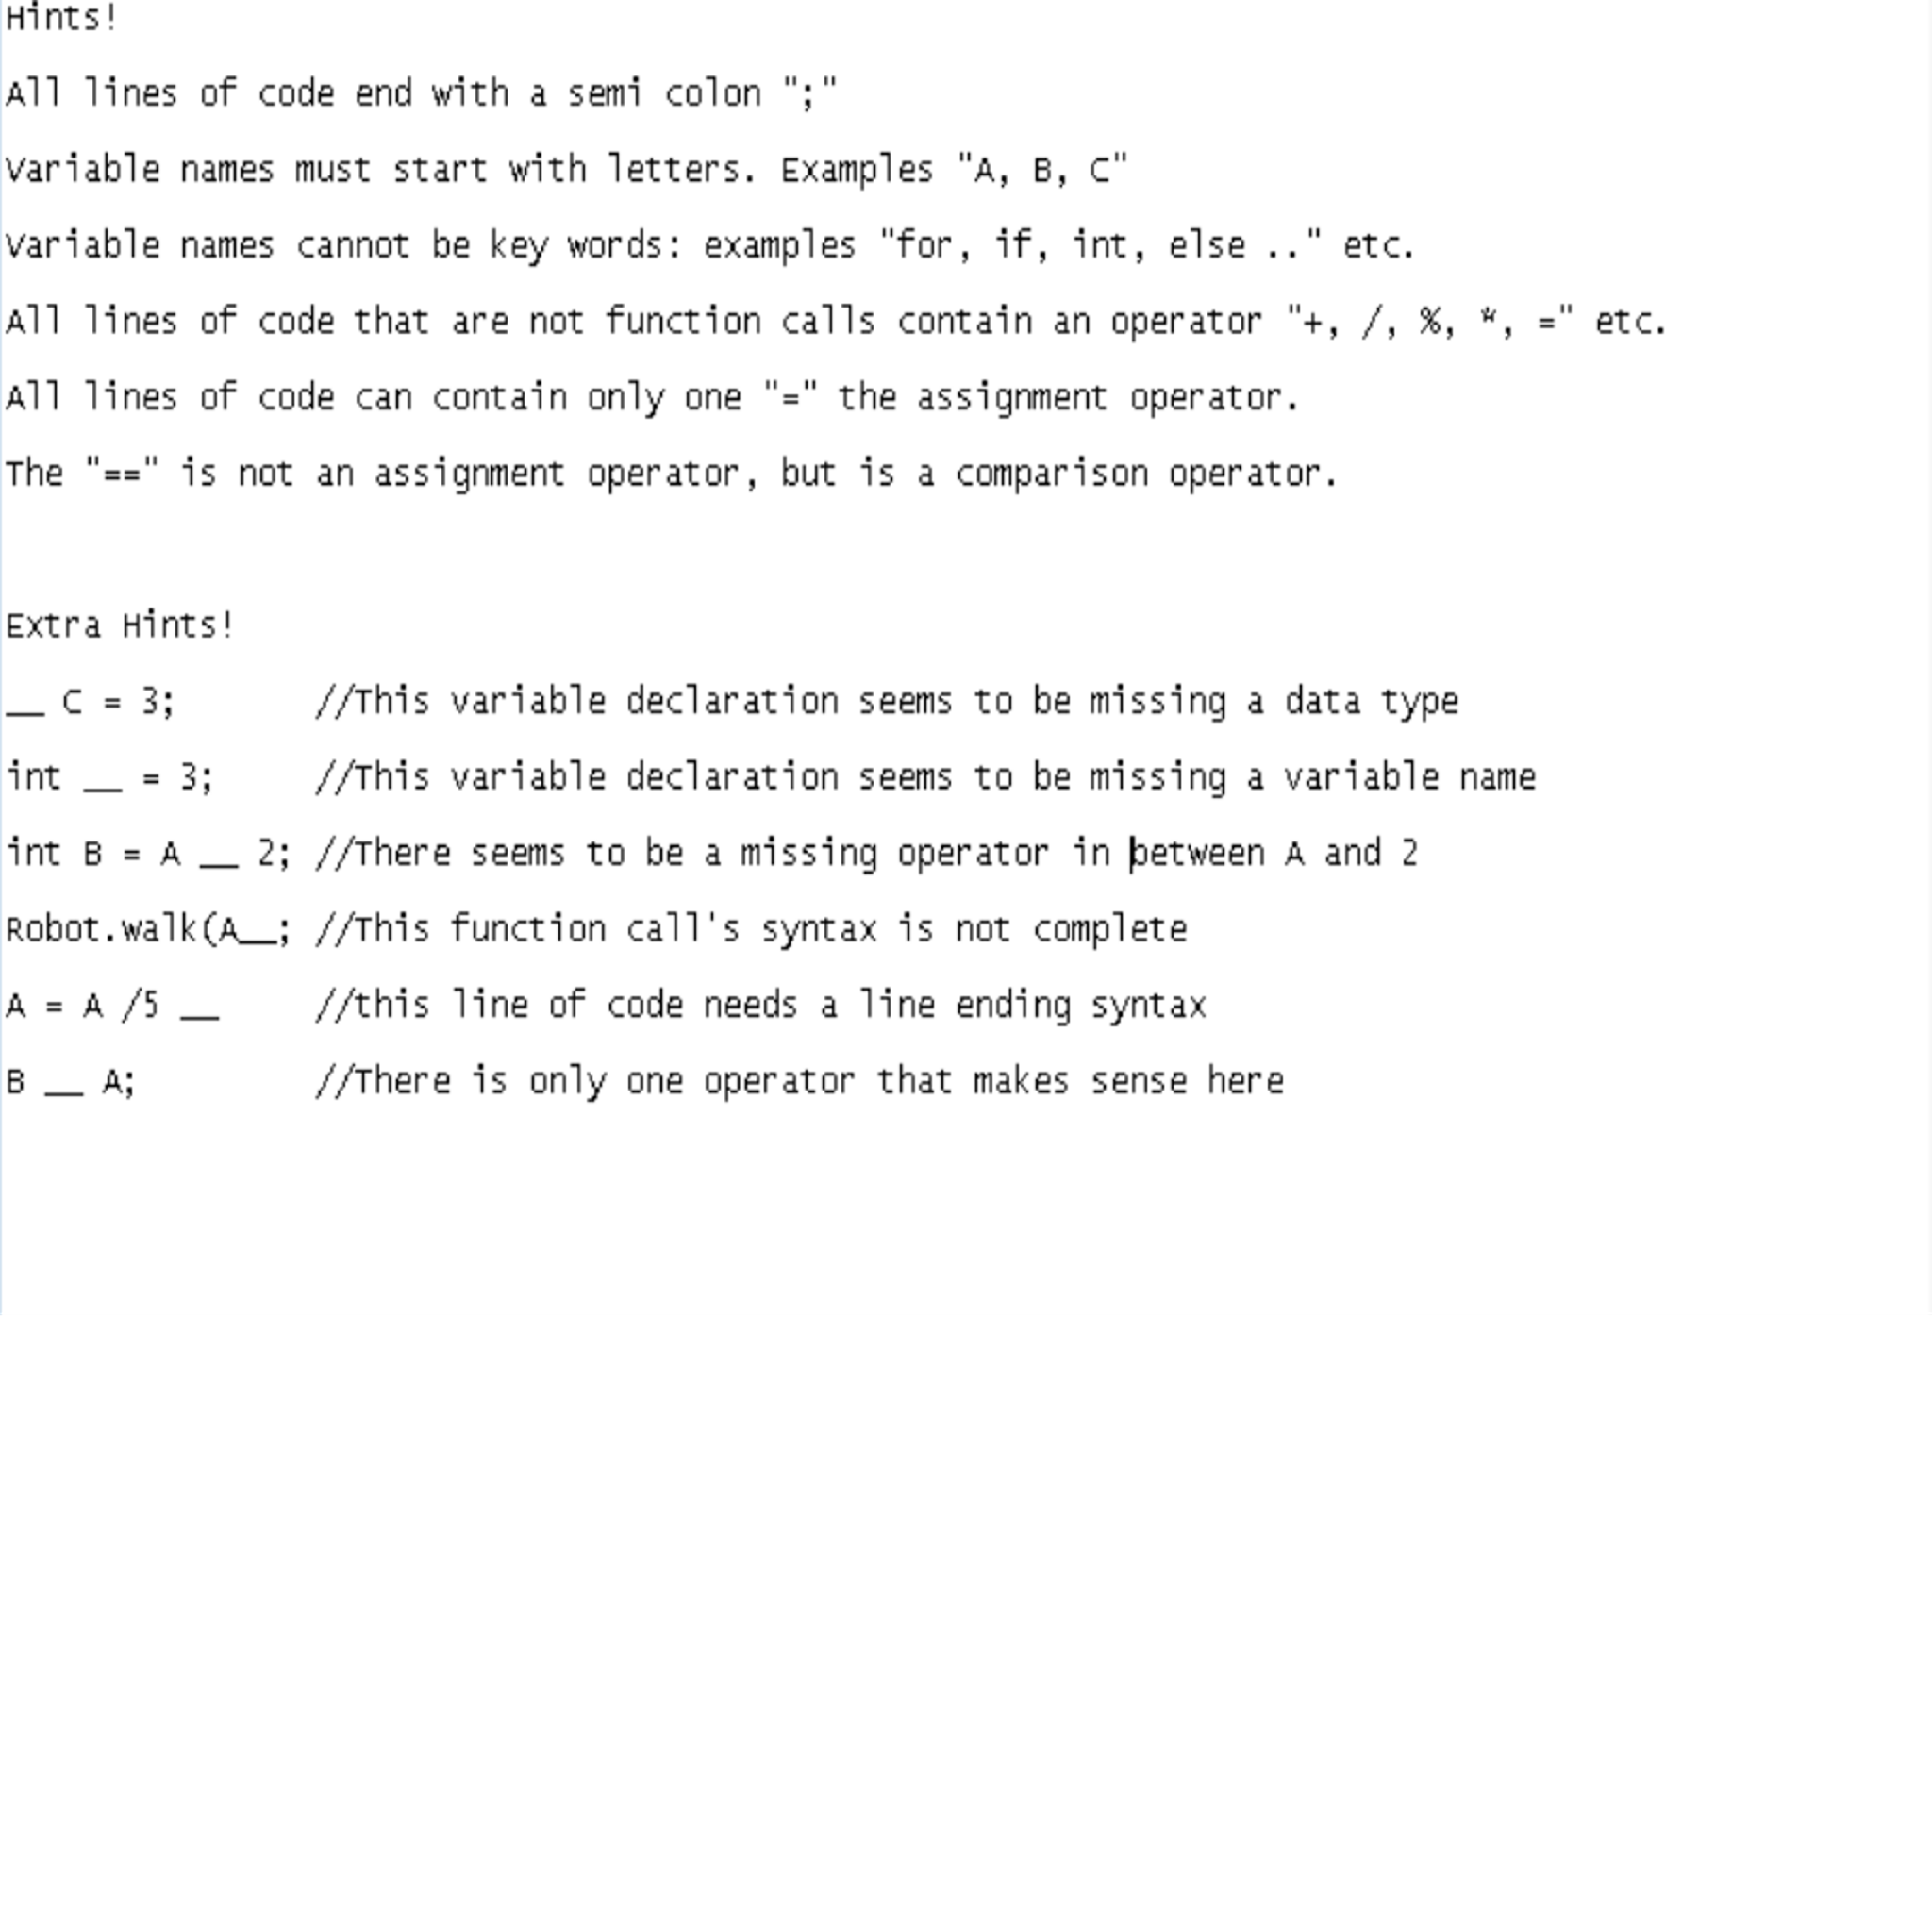 Hints!
All lines of code end with a semi colon ";"
Variable names must start with letters. Examples "A, B, C"
Variable names cannot be key words: examples "for, if, int, else .." etc.
All lines of code that are not function calls contain an operator "+, /, %, *, =" etc.
All lines of code can contain only one "=" the assignment operator.
The "==" is not an assignment operator, but is a comparison operator.
Extra Hints!
__ C = 3;       //This variable declaration seems to be missing a data type
int __ = 3;     //This variable declaration seems to be missing a variable name
int B = A __ 2; //There seems to be a missing operator in between A and 2
Robot.walk(A__; //This function call's syntax is not complete
A = A /5 __     //this line of code needs a line ending syntax
B __ A;         //There is only one operator that makes sense here